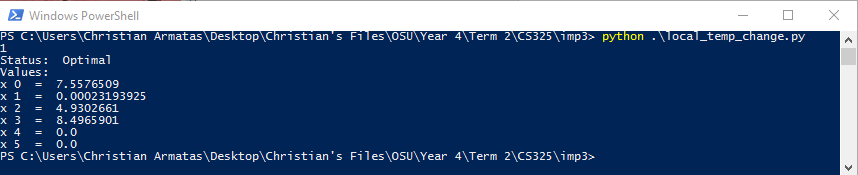 Windows PowerShell
PS C:\Users\Christian Armatas\Desktop\Christian's Files\OSU\Year 4\Term 2\CS325\imp3> python .\local_temp_change.py
1
Status:  Optimal
Values:
x 0  =  7.5576509
x 1  =  0.00023193925
x 2  =  4.9302661
x 3  =  8.4965901
x 4  =  0.0
x 5  =  0.0
PS C:\Users\Christian Armatas\Desktop\Christian's Files\OSU\Year 4\Term 2\CS325\imp3>